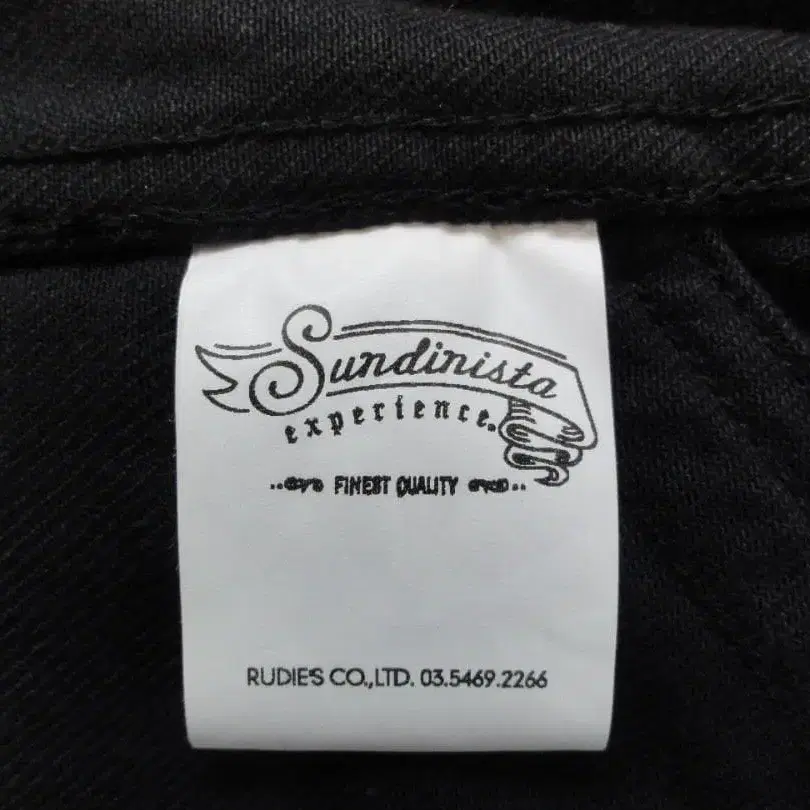 Sundinista
experience.
FINEST QUALITY
RUDIE'S CO.,LTD. 03.5469.2266